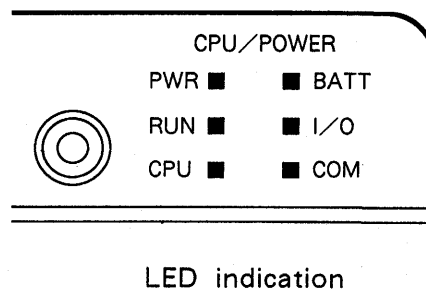 CPU/POWER
PWR BATT
RUN I/O
CPU COM
LED indication